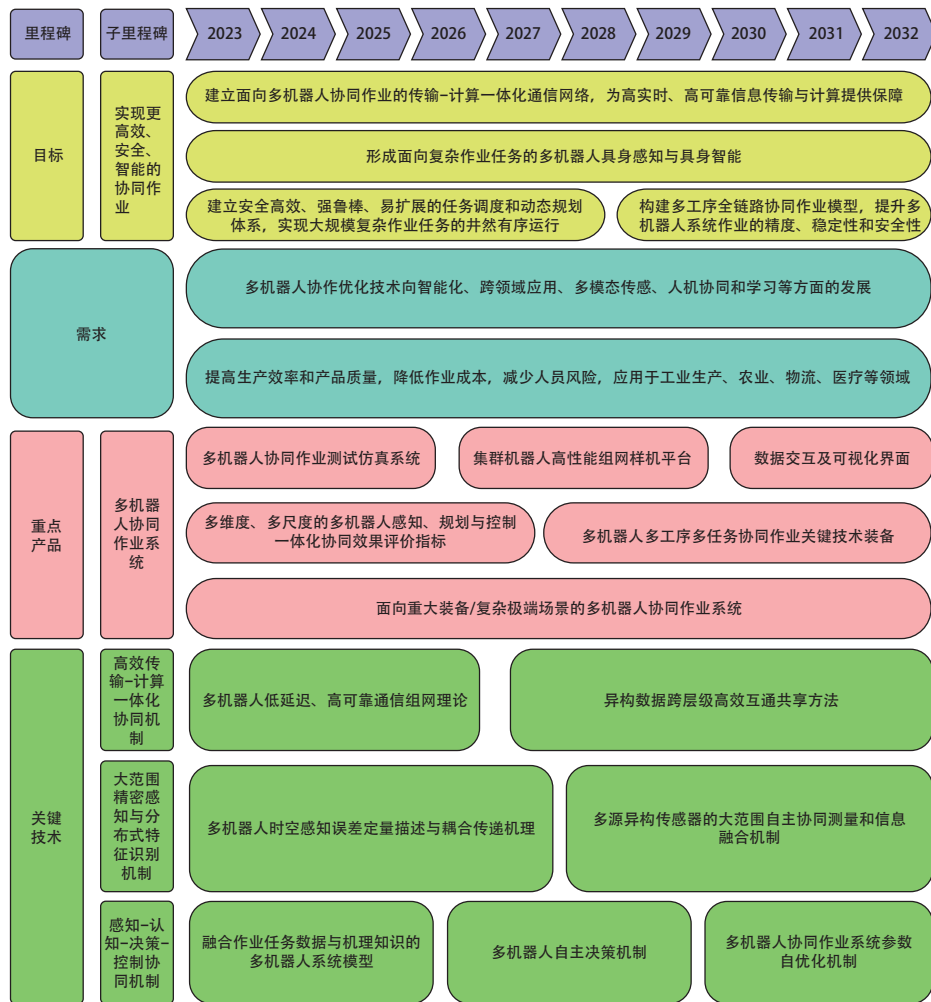 里程碑
子里程碑
2023
2024
2025
2026
2027
2028
2029
2030
2031
2032
目标
实现更
高效、
安全、
智能的
协同作
业
建立面向多机器人协同作业的传输–计算一体化通信网络，为高实时、高可靠信息传输与计算提供保障
形成面向复杂作业任务的多机器人具身感知与具身智能
建立安全高效、强鲁棒、易扩展的任务调度和动态规划
体系，实现大规模复杂作业任务的井然有序运行
构建多工序全链路协同作业模型，提升多
机器人系统作业的精度、稳定性和安全性
需求
多机器人协作优化技术向智能化、跨领域应用、多模态传感、人机协同和学习等方面的发展
提高生产效率和产品质量，降低作业成本，减少人员风险，应用于工业生产、农业、物流、医疗等领域
重点
产品
多机器
人协同
作业系
统
多机器人协同作业测试仿真系统
集群机器人高性能组网样机平台
数据交互及可视化界面
多维度、多尺度的多机器人感知、规划与控制
一体化协同效果评价指标
多机器人多工序多任务协同作业关键技术装备
面向重大装备/复杂极端场景的多机器人协同作业系统
关键
技术
高效传
输–计算
一体化
协同机
制
多机器人低延迟、高可靠通信组网理论
异构数据跨层级高效互通共享方法
大范围
精密感
知与分
布式特
征识别
机制
多机器人时空感知误差定量描述与耦合传递机理
多源异构传感器的大范围自主协同测量和信息
融合机制
感知–认
知–决策–
控制协
同机制
融合作业任务数据与机理知识的
多机器人系统模型
多机器人自主决策机制
多机器人协同作业系统参数
自优化机制